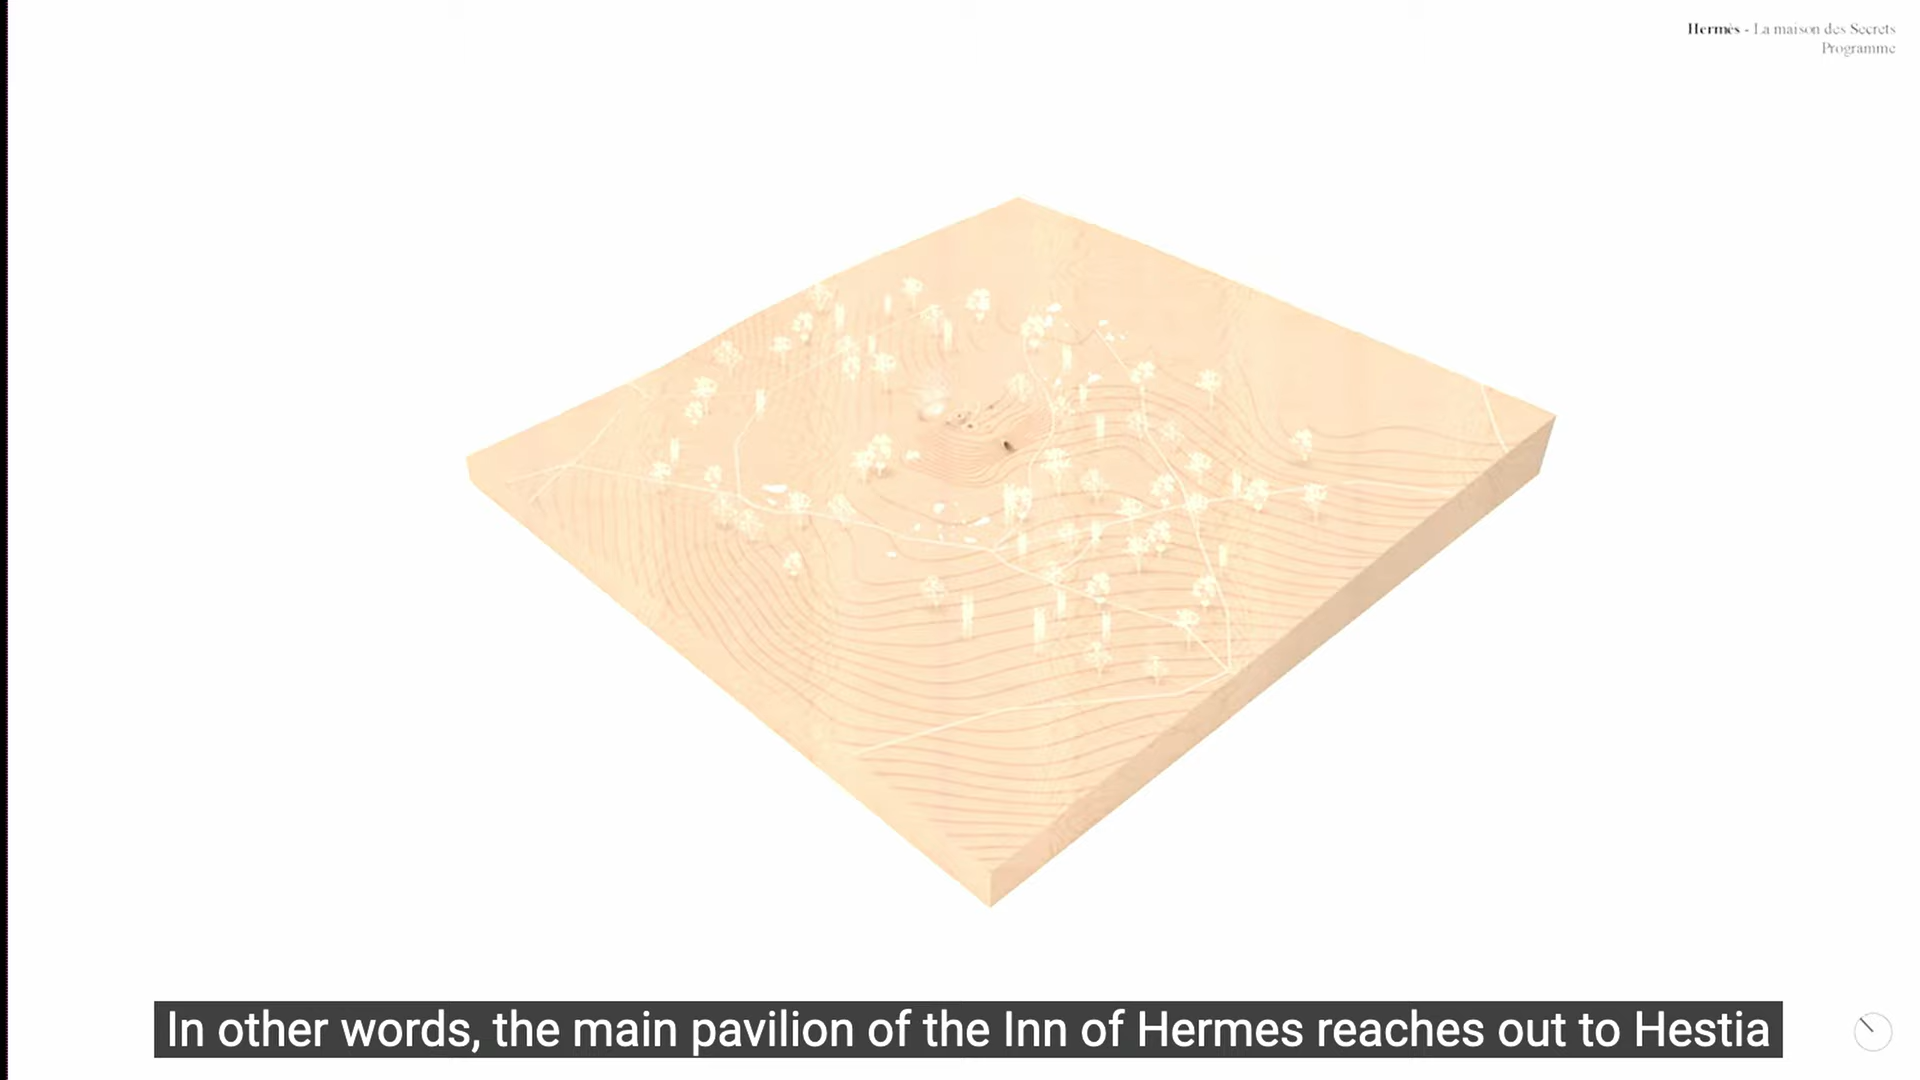 Hermès - La maison des Secrets
Programme
In other words, the main pavilion of the Inn of Hermes reaches out to Hestia